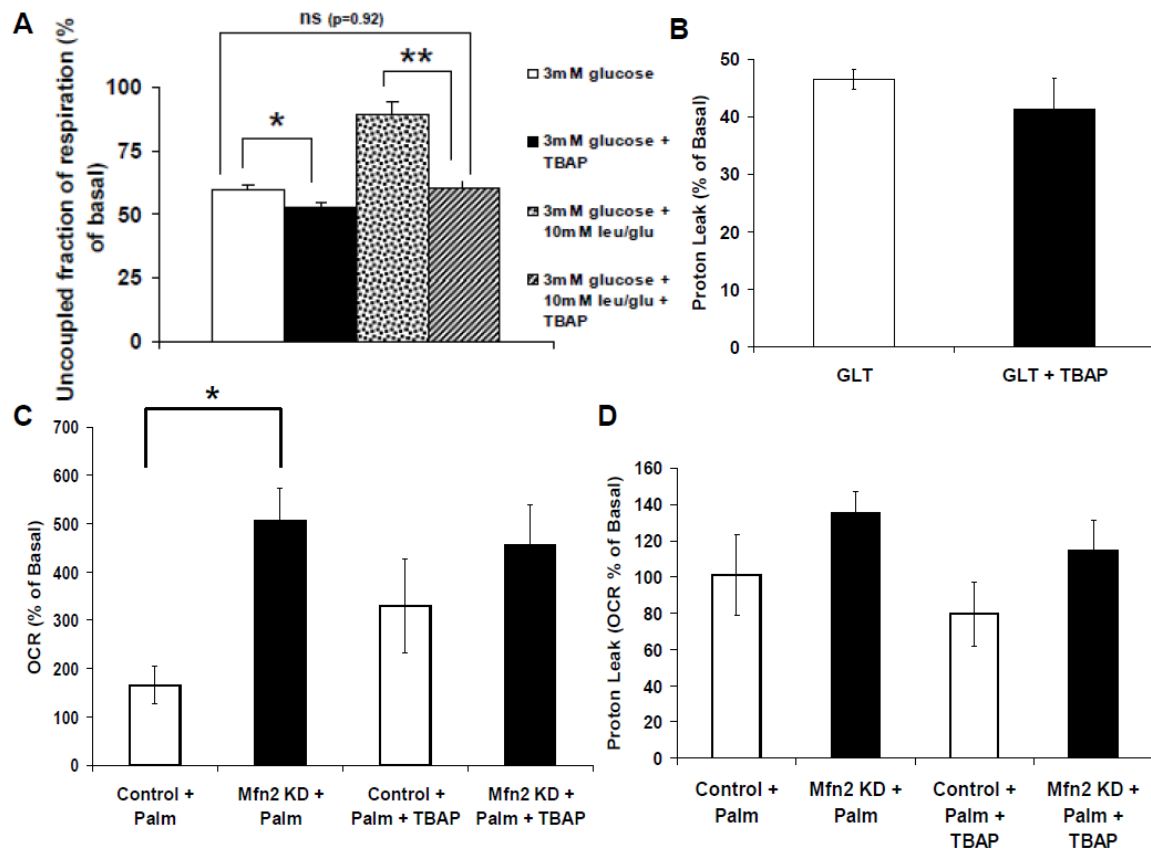 A
ns (p=0.92)
Uncoupled fraction of respiration (%
of basal)
100
75
50
25
0
*
**
3mM glucose
3mM glucose +
TBAP
3mM glucose +
10mM leu/glu
3mM glucose +
10mM leu/glu +
TBAP
B
Proton Leak (% of Basal)
50
40
30
20
10
0
GLT
GLT + TBAP
C
*
OCR (% of Basal)
700
600
500
400
300
200
100
0
Control +
Palm
Mfn2 KD +
Palm
Control +
Palm + TBAP
Mfn2 KD +
Palm + TBAP
D
Proton Leak (OCR % of Basal)
160
140
120
100
80
60
40
20
0
Control +
Palm
Mfn2 KD +
Palm
Control +
Palm +
TBAP
Mfn2 KD +
Palm +
TBAP